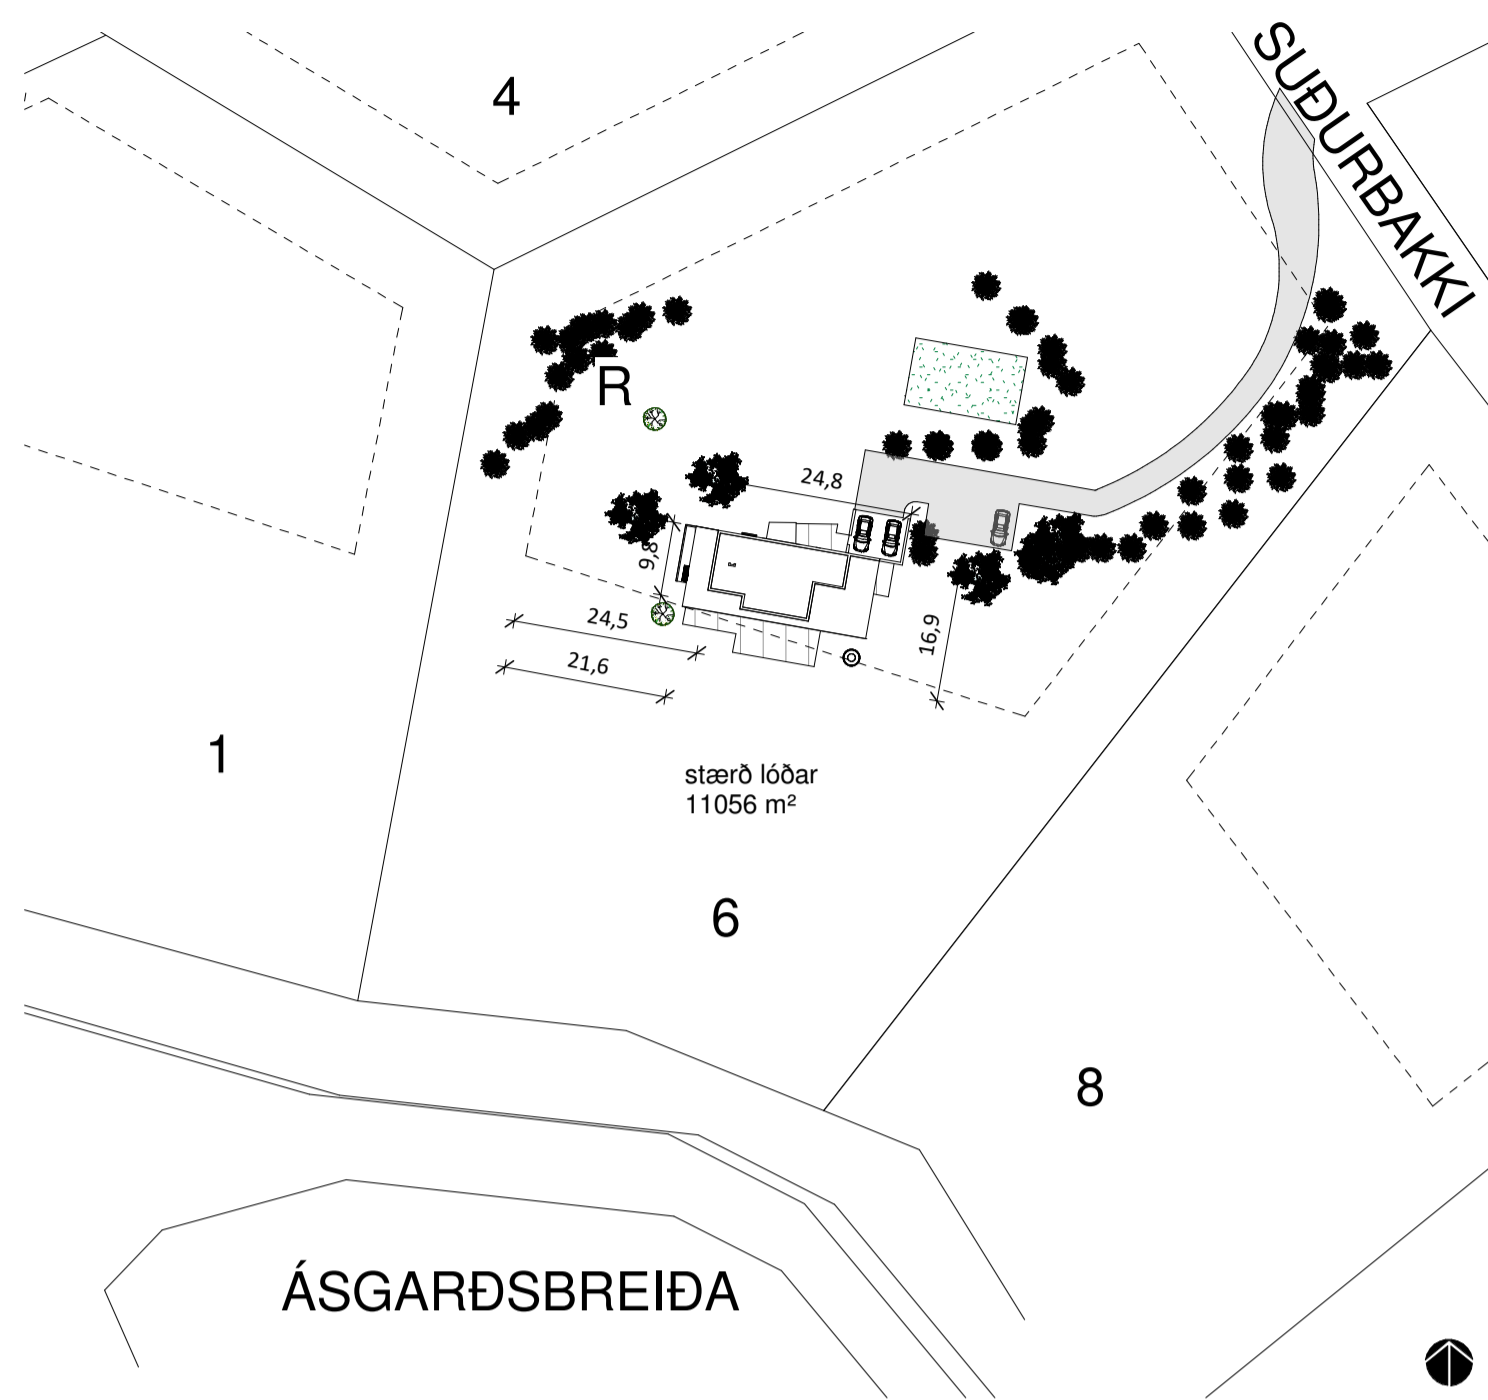 4
SUÐURBAKKI
R
24,8
9,8
24,5
16,9
21,6
1
stærð lóðar
11056 m²
6
8
ÁSGARÐSBREIÐA